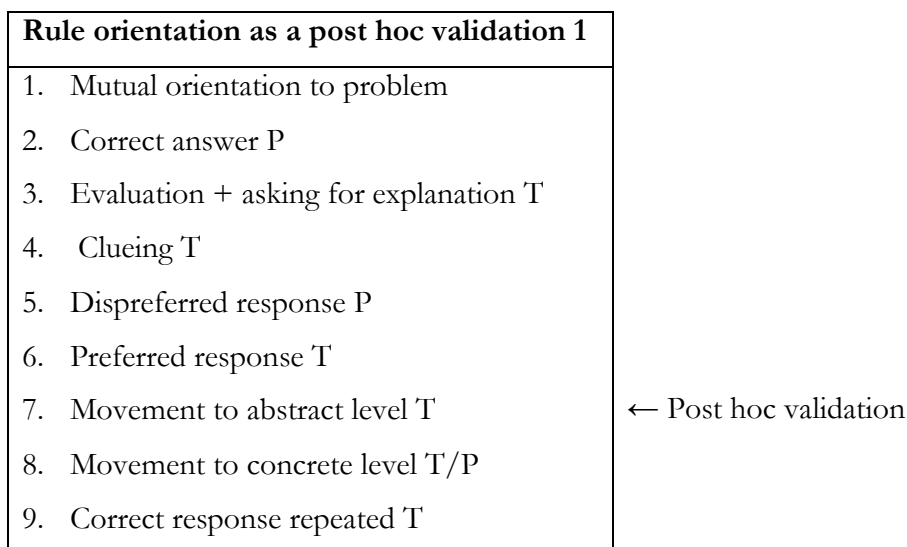 Rule orientation as a post hoc validation 1
1. Mutual orientation to problem
2. Correct answer P
3. Evaluation + asking for explanation T
4. Clueing T
5. Dispreferred response P
6. Preferred response T
7. Movement to abstract level T ← Post hoc validation
8. Movement to concrete level T/P
9. Correct response repeated T